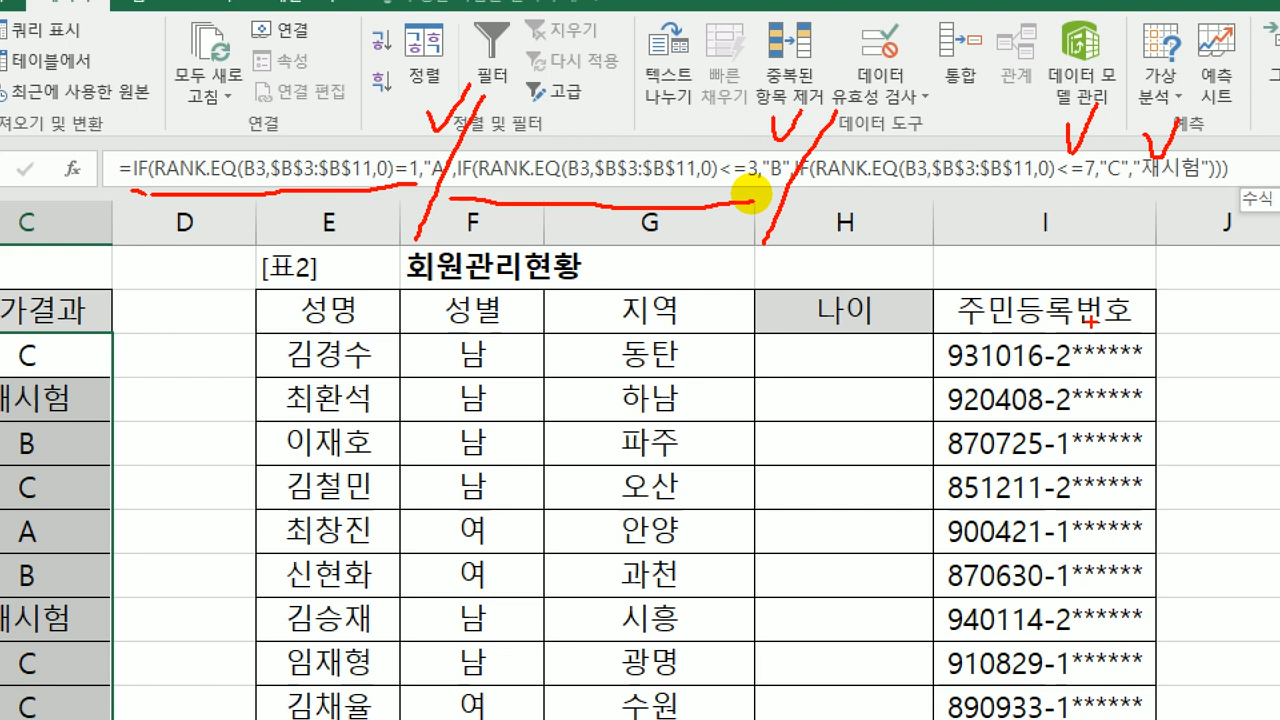 쿼리 표시
테이블에서
최근에 사용한 원본
모두 새로 고침
연결
속성
연결 편집
연결
정렬
필터
지우기
다시 적용
고급
정렬 및 필터
텍스트 나누기
빠른 채우기
중복된 항목 제거
데이터 유효성 검사
통합
관계
데이터 모델 관리
데이터 도구
가상 분석
예측 시트
예측
fx =IF(RANK.EQ(B3,$B$3:$B$11,0)=1,"A",IF(RANK.EQ(B3,$B$3:$B$11,0)<=3,"B",IF(RANK.EQ(B3,$B$3:$B$11,0)<=7,"C","재시험")))
수식
C D E F G H I J
[표2] 회원관리현황
가결과 성명 성별 지역 나이 주민등록번호
C 김경수 남 동탄 931016-2******
재시험 최환석 남 하남 920408-2******
B 이재호 남 파주 870725-1******
C 김철민 남 오산 851211-2******
A 최창진 여 안양 900421-1******
B 신현화 여 과천 870630-1******
재시험 김승재 남 시흥 940114-2******
C 임재형 남 광명 910829-1******
C 김채율 여 수원 890933-1******